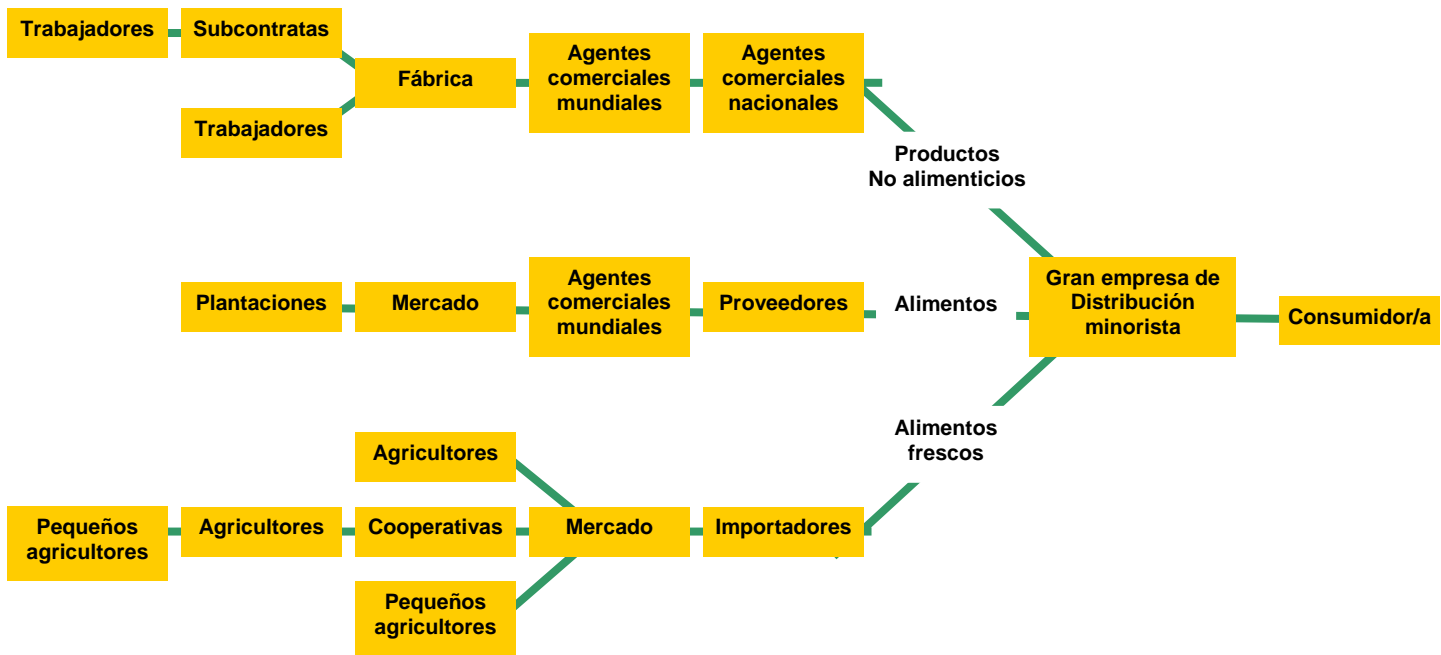 Trabajadores
Subcontratas
Trabajadores
Fábrica
Agentes
comerciales
mundiales
Agentes
comerciales
nacionales
Productos
No alimenticios
Plantaciones
Mercado
Agentes
comerciales
mundiales
Proveedores
Alimentos
Gran empresa de
Distribución
minorista
Consumidor/a
Alimentos
frescos
Agricultores
Pequeños
agricultores
Agricultores
Cooperativas
Mercado
Importadores
Pequeños
agricultores